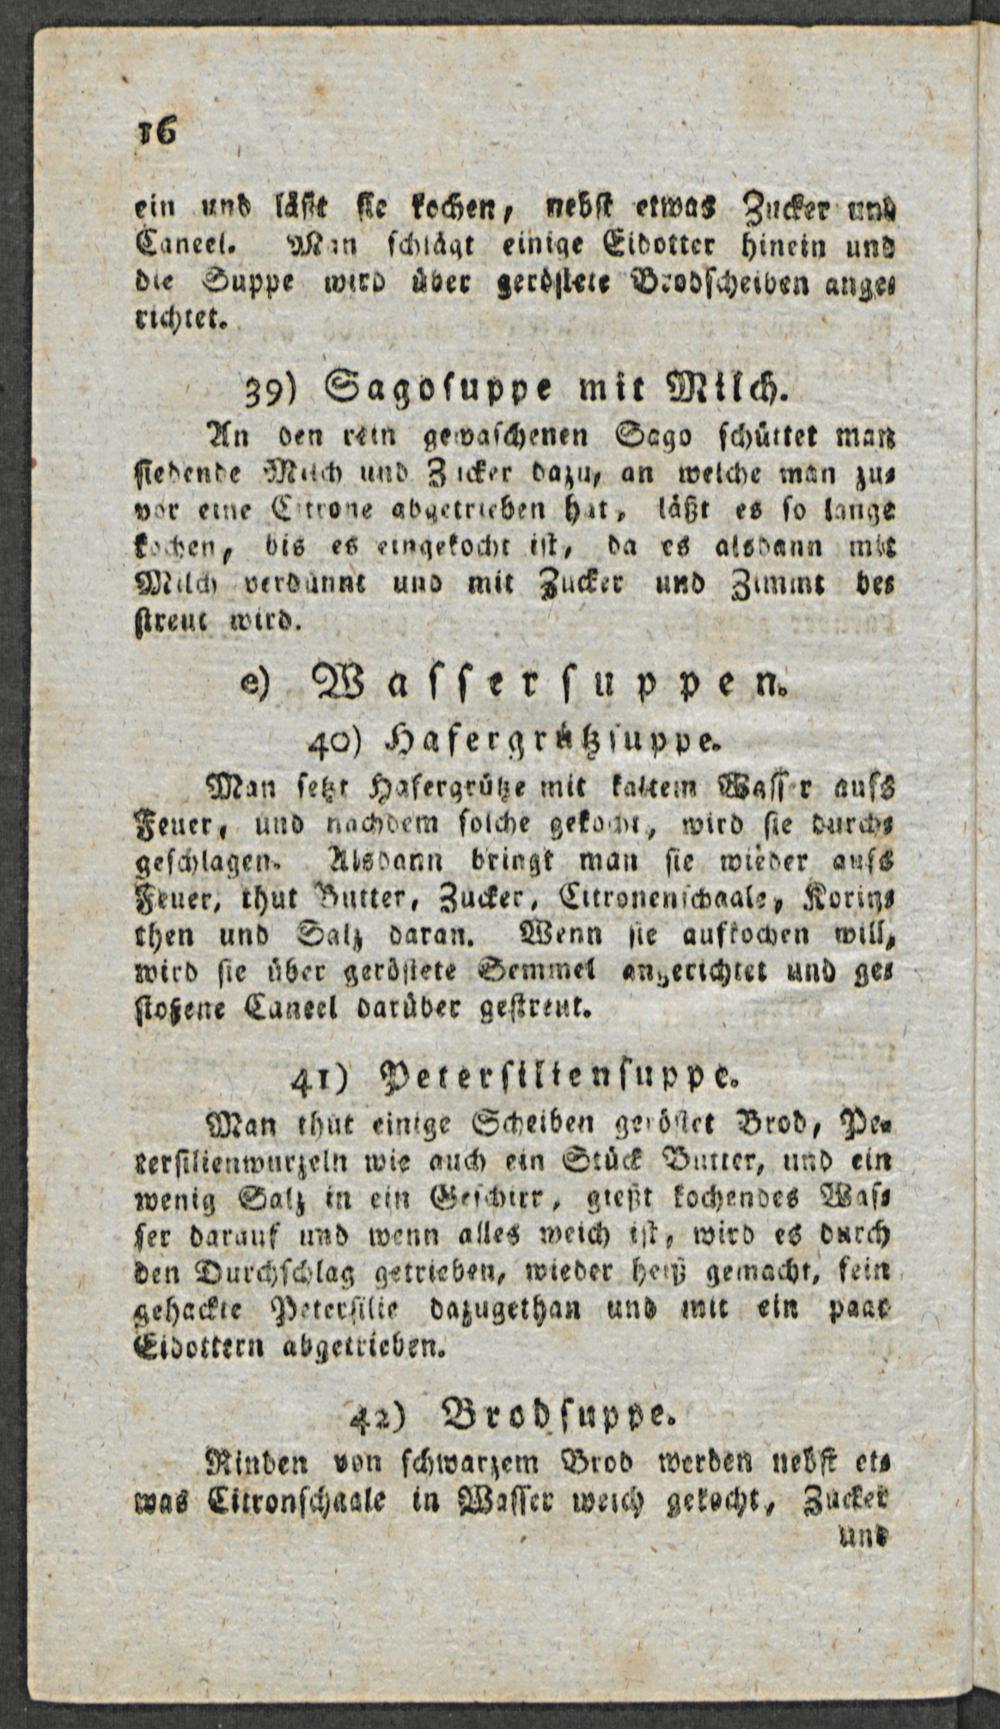 16
ein und läßt sie kochen, nebst etwas Zucker und
Caneel. Man schlägt einige Eidotter hinein und
die Suppe wird über geröstete Brodscheiben ange-
richtet.
39) Sagosuppe mit Milch.
An den rein gewaschenen Sago schüttet man
siedende Milch und Zucker dazu, an welche man zu-
vor eine Citrone abgetrieben hat, läßt es so lange
kochen, bis es eingekocht ist, da es alsdann mit
Milch verdünnt und mit Zucker und Zimmt be-
streut wird.
e) Wassersuppen.
40) Hafergrützsuppe.
Man setzt Hafergrütze mit kaltem Wasser aufs
Feuer, und nachdem solche gekocht, wird sie durch-
geschlagen. Alsdann bringt man sie wieder aufs
Feuer, thut Butter, Zucker, Citronenschaale, Korin-
then und Salz daran. Wenn sie aufkochen will,
wird sie über geröstete Semmel angerichtet und ge-
stoßene Caneel darüber gestreut.
41) Petersiliensuppe.
Man thut einige Scheiben geröstet Brod, Pe-
tersilienwurzeln wie auch ein Stück Butter, und ein
wenig Salz in ein Geschirr, gießt kochendes Was-
ser darauf und wenn alles weich ist, wird es durch
den Durchschlag getrieben, wieder heiß gemacht, fein
gehackte Petersilie dazugethan und mit ein paar
Eidottern abgetrieben.
42) Brodsuppe.
Rinden von schwarzem Brod werden nebst et-
was Citronschaale in Wasser weich gekocht, Zucker
und